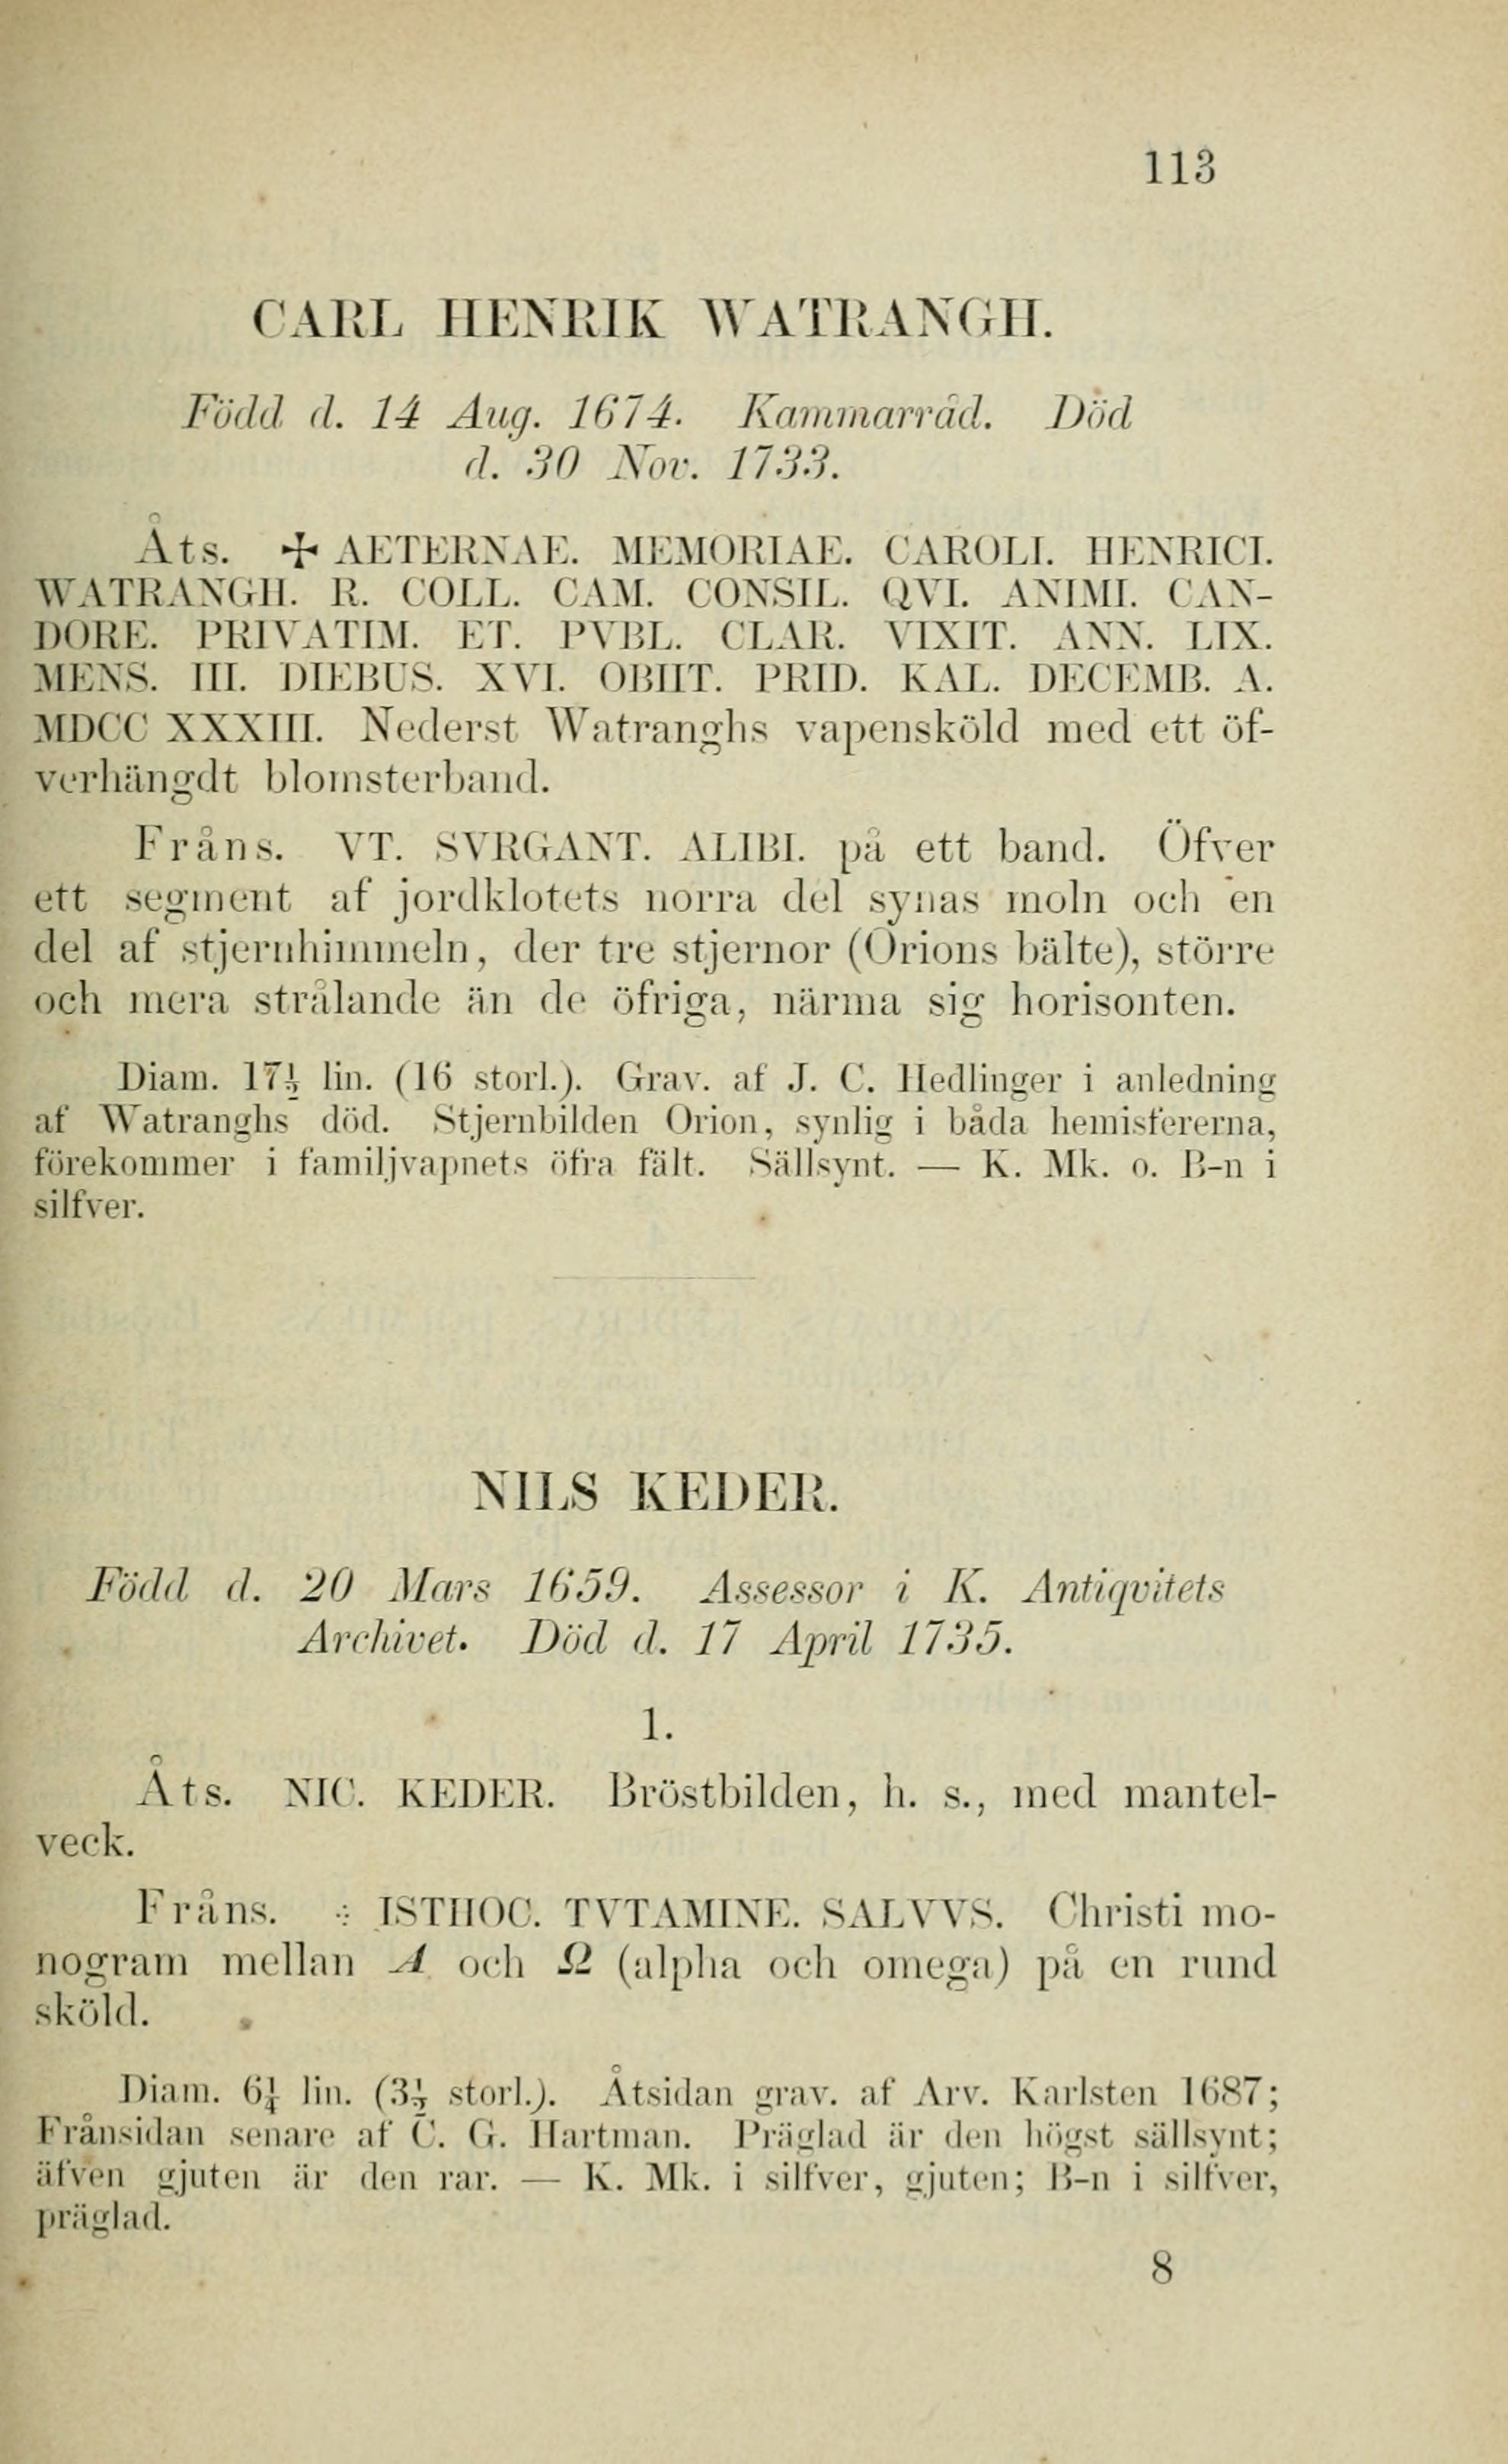 113
CARL HENRIK WATRANGH.
Född d. 14 Aug. 1674. Kammarråd. Död
d. 30 Nov. 1733.
Åts. ✢ AETERNAE. MEMORIAE. CAROLI. HENRICI.
WATRANGH. R. COLL. CAM. CONSIL. QVI. ANIMI. CAN-
DORE. PRIVATIM. ET. PVBL. CLAR. VIXIT. ANN. LIX.
MENS. III. DIEBUS. XVI. OBIIT. PRID. KAL. DECEMB. A.
MDCC XXXIII. Nederst Watranghs vapensköld med ett öf-
verhängdt blomsterband.
Fråns. VT. SVRGANT. ALIBI. på ett band. Öfver
ett segment af jordklotets norra del synas moln och en
del af stjernhimmeln, der tre stjernor (Orions bälte), större
och mera strålande än de öfriga, närma sig horisonten.
Diam. 17½ lin. (16 storl.). Grav. af J. C. Hedlinger i anledning
af Watranghs död. Stjernbilden Orion, synlig i båda hemisfererna,
förekommer i familjvapnets öfra fält. Sällsynt. — K. Mk. o. B-n i
silfver.
NILS KEDER.
Född d. 20 Mars 1659. Assessor i K. Antiqvitets
Archivet. Död d. 17 April 1735.
1.
Åts. NIC. KEDER. Bröstbilden, h. s., med mantel-
veck.
Fråns. ⁖ ISTHOC. TVTAMINE. SALVVS. Christi mo-
nogram mellan A och Ω (alpha och omega) på en rund
sköld.
Diam. 6¼ lin. (3½ storl.). Åtsidan grav. af Arv. Karlsten 1687;
Frånsidan senare af C. G. Hartman. Präglad är den högst sällsynt;
äfven gjuten är den rar. — K. Mk. i silfver, gjuten; B-n i silfver,
präglad.
8